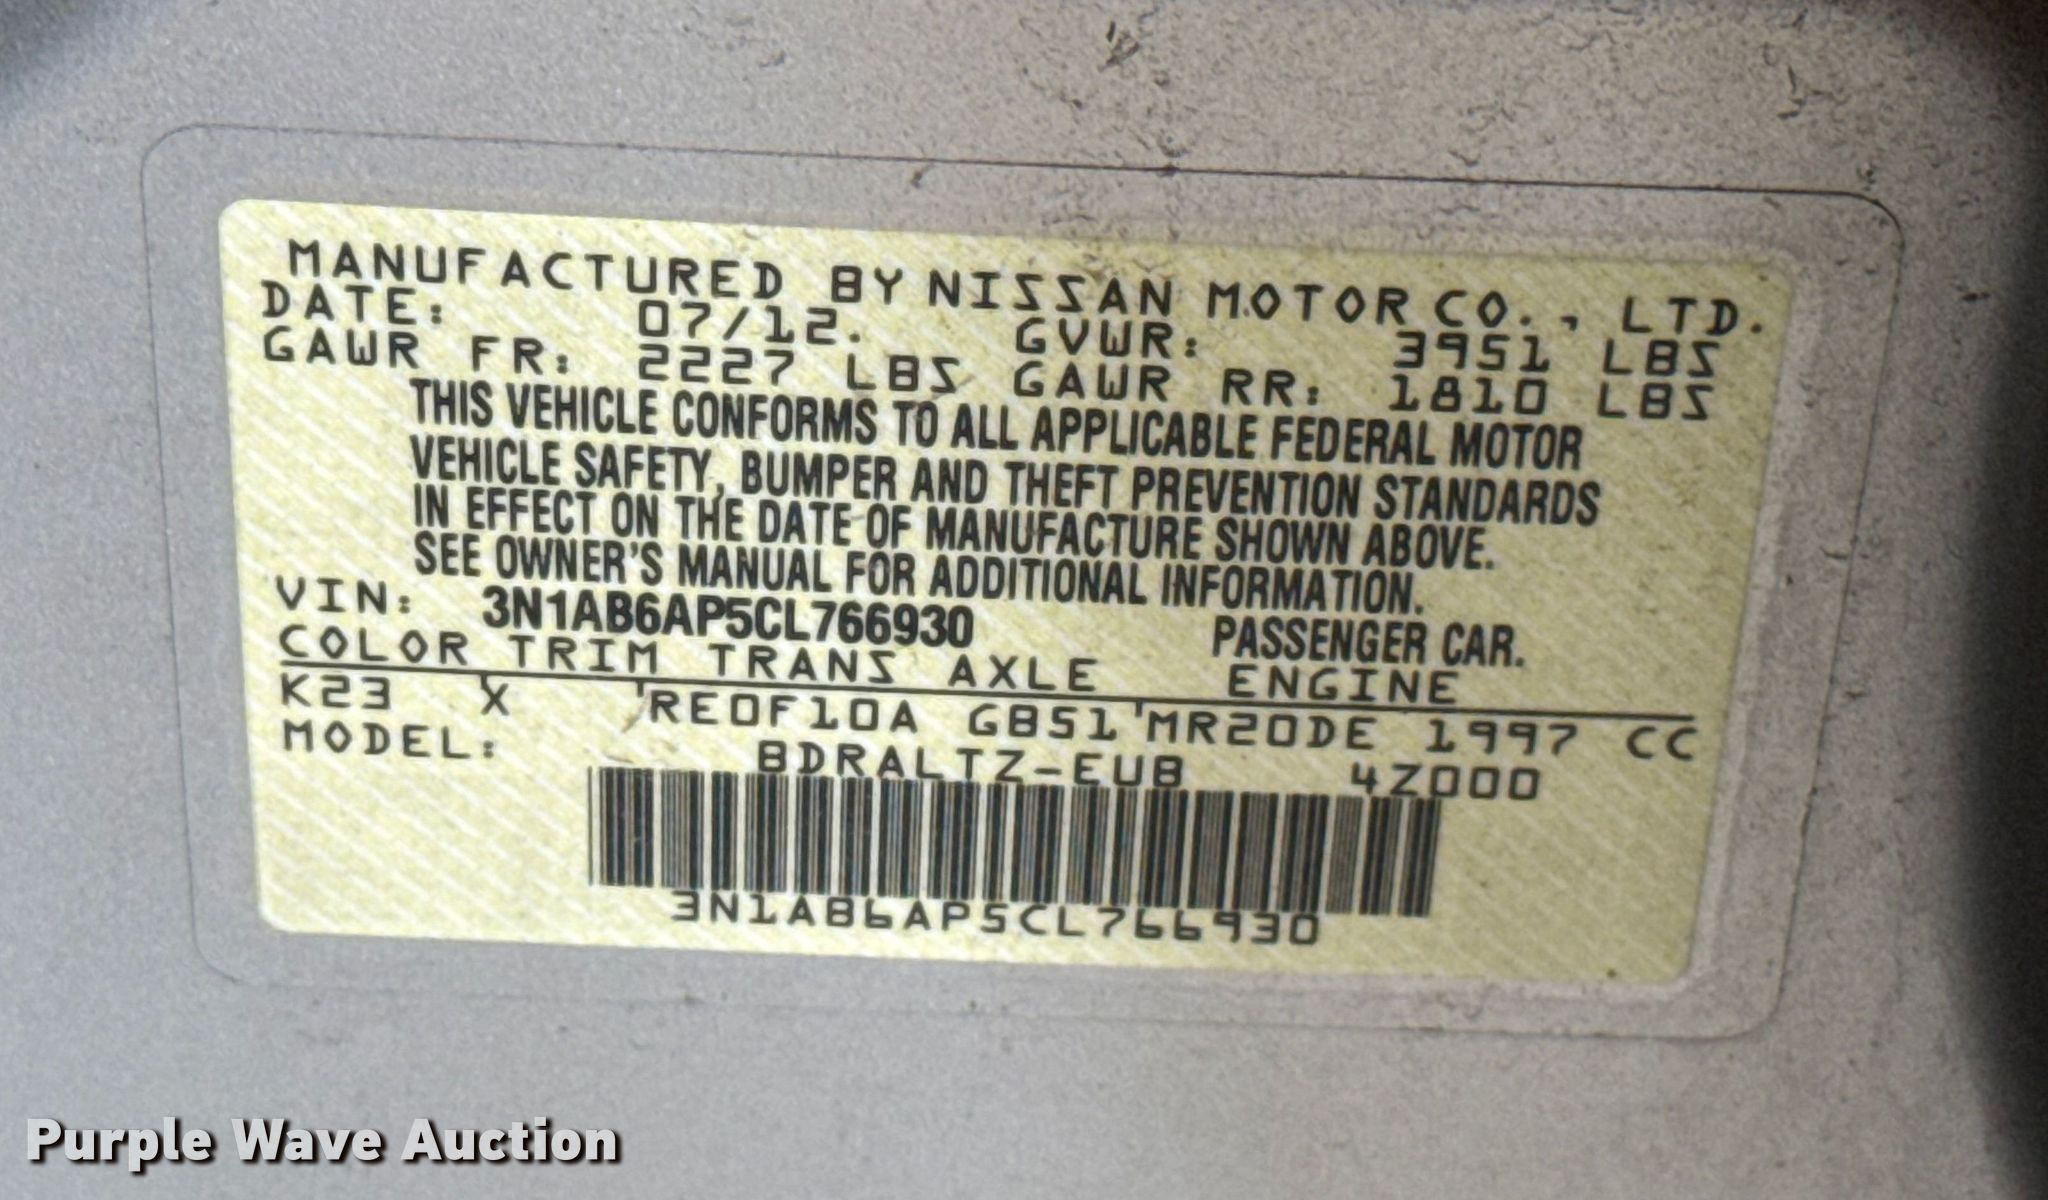 MANUFACTURED BY NISSAN MOTOR CO., LTD.
DATE: 07/12. GVWR: 3951 LBS
GAWR FR: 2227 LBS GAWR RR: 1810 LBS
THIS VEHICLE CONFORMS TO ALL APPLICABLE FEDERAL MOTOR
VEHICLE SAFETY, BUMPER AND THEFT PREVENTION STANDARDS
IN EFFECT ON THE DATE OF MANUFACTURE SHOWN ABOVE.
SEE OWNER'S MANUAL FOR ADDITIONAL INFORMATION.
VIN: 3N1AB6AP5CL766930 PASSENGER CAR.
COLOR TRIM TRANS AXLE ENGINE
K23 X RE0F10A GB51 MR20DE 1997 CC
MODEL: BDRALTZ-EUB 4Z000
3N1AB6AP5CL766930
Purple Wave Auction